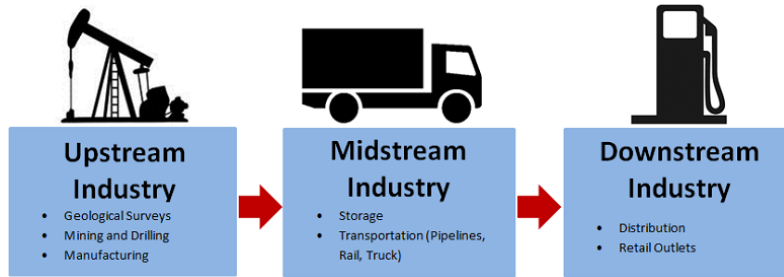 Upstream
Industry
• Geological Surveys
• Mining and Drilling
• Manufacturing
Midstream
Industry
• Storage
• Transportation (Pipelines,
Rail, Truck)
Downstream
Industry
• Distribution
• Retail Outlets